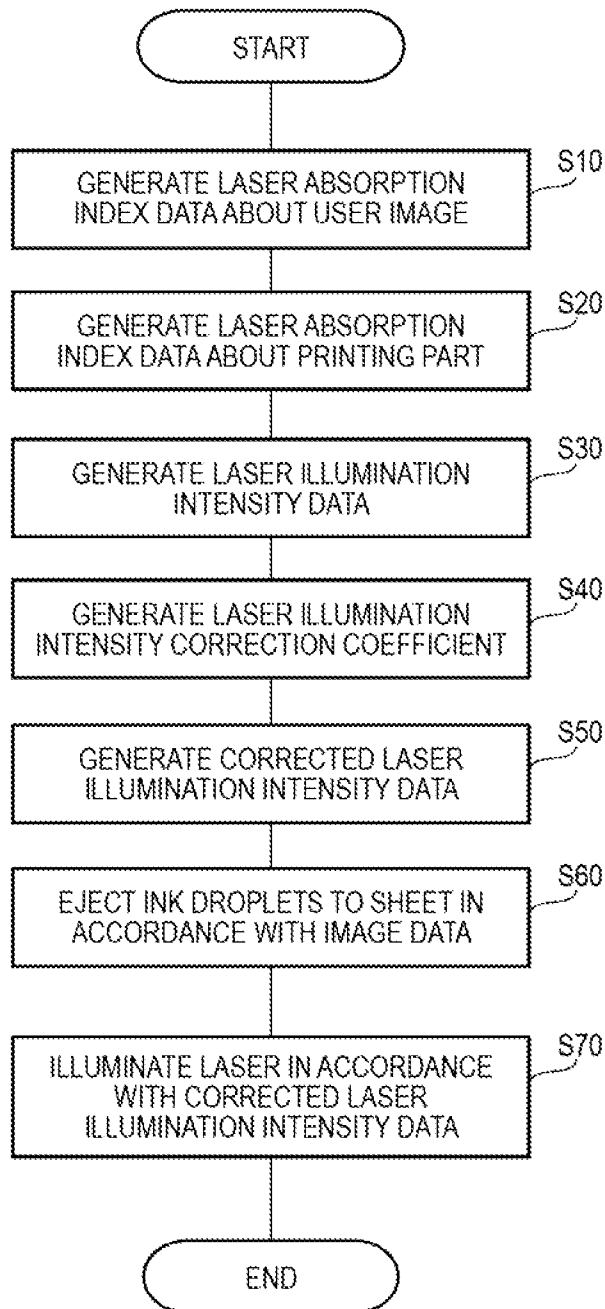 START
S10
GENERATE LASER ABSORPTION
INDEX DATA ABOUT USER IMAGE
S20
GENERATE LASER ABSORPTION
INDEX DATA ABOUT PRINTING PART
S30
GENERATE LASER ILLUMINATION
INTENSITY DATA
S40
GENERATE LASER ILLUMINATION
INTENSITY CORRECTION COEFFICIENT
S50
GENERATE CORRECTED LASER
ILLUMINATION INTENSITY DATA
S60
EJECT INK DROPLETS TO SHEET IN
ACCORDANCE WITH IMAGE DATA
S70
ILLUMINATE LASER IN ACCORDANCE
WITH CORRECTED LASER
ILLUMINATION INTENSITY DATA
END